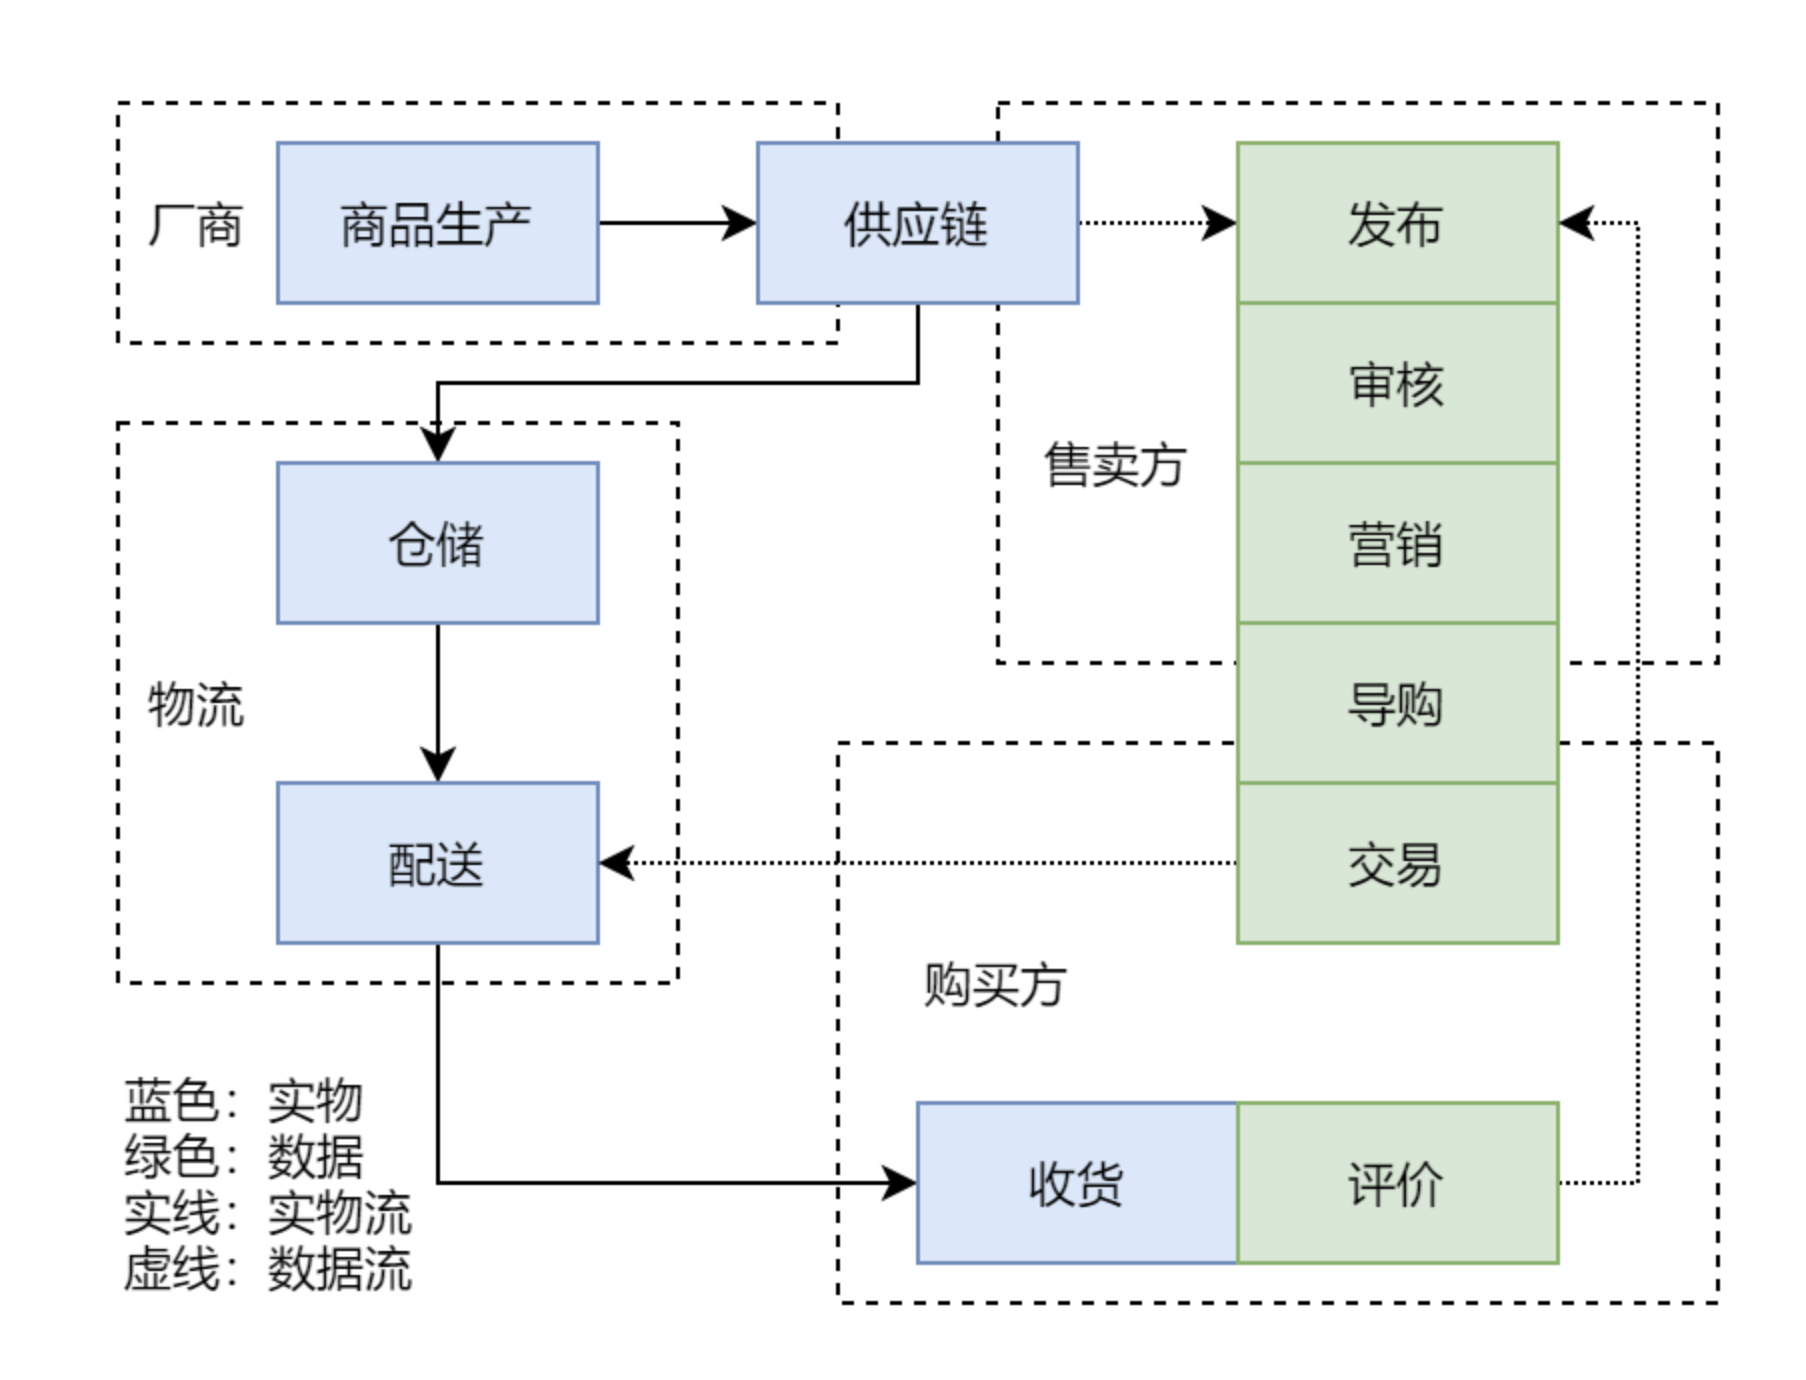 厂商
商品生产
供应链
发布
审核
售卖方
营销
仓储
导购
物流
配送
交易
购买方
收货
评价
蓝色：实物
绿色：数据
实线：实物流
虚线：数据流